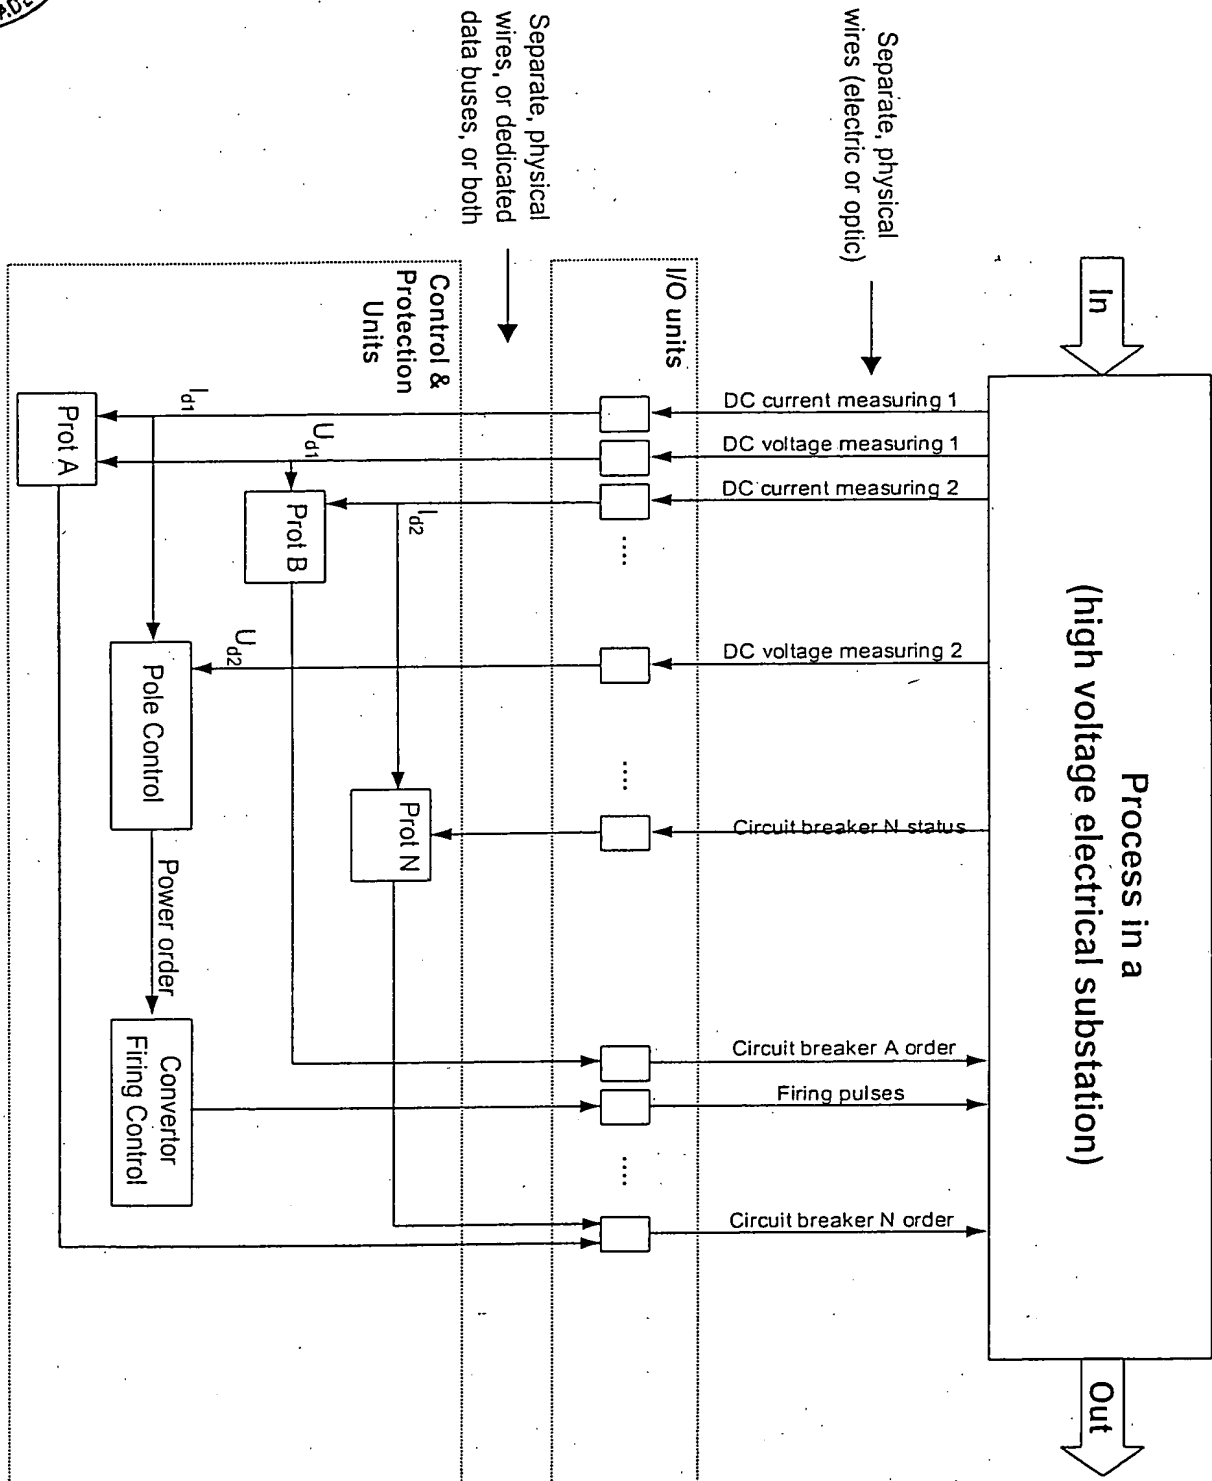 Process in a
(high voltage electrical substation)
In
Out
Separate, physical
wires (electric or optic)
DC current measuring 1
DC voltage measuring 1
DC current measuring 2
DC voltage measuring 2
Circuit breaker N status
Circuit breaker A order
Firing pulses
Circuit breaker N order
I/O units
....
....
....
Separate, physical
wires, or dedicated
data buses, or both
Control &
Protection
Units
Id1
Ud1
Id2
Ud2
Prot A
Prot B
Prot N
Pole Control
Power order
Convertor
Firing Control